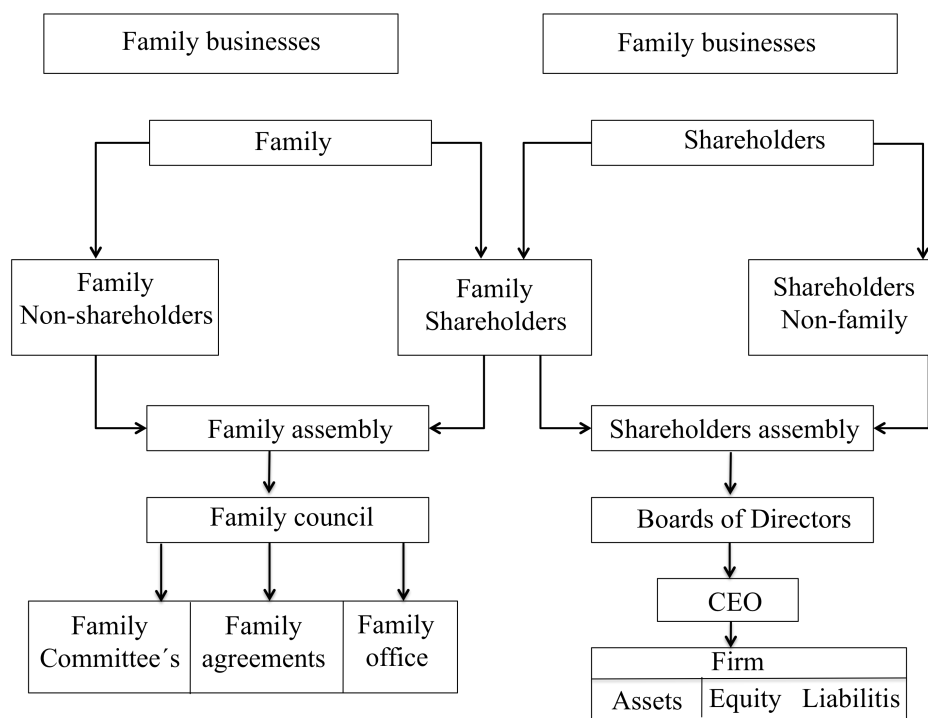 Family businesses
Family businesses
Family
Shareholders
Family
Non-shareholders
Family
Shareholders
Shareholders
Non-family
Family assembly
Shareholders assembly
Family council
Boards of Directors
CEO
Family
Committee´s
Family
agreements
Family
office
Firm
Assets
Equity
Liabilitis